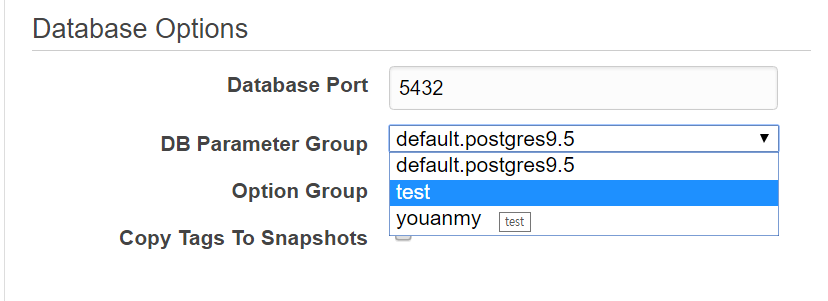 Database Options
Database Port 5432
DB Parameter Group default.postgres9.5
default.postgres9.5
Option Group test
youanmy test
Copy Tags To Snapshots